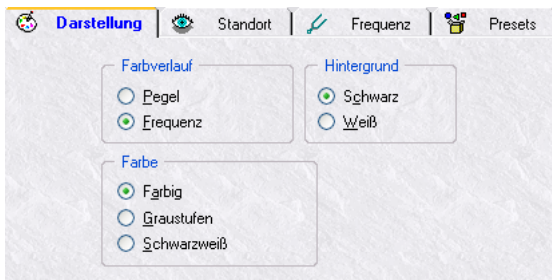 Darstellung Standort Frequenz Presets
Farbverlauf
Pegel
Frequenz
Hintergrund
Schwarz
Weiß
Farbe
Farbig
Graustufen
Schwarzweiß